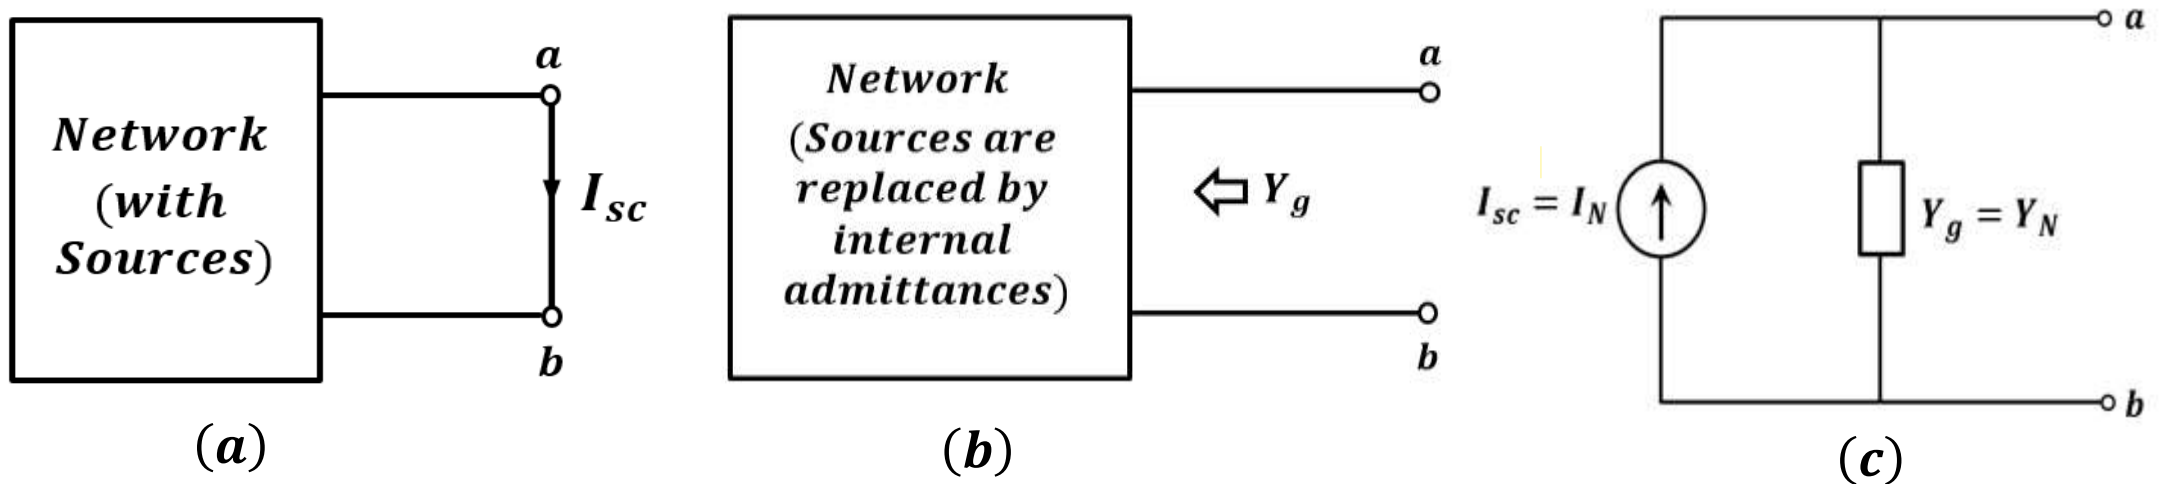 Network
(with
Sources)
a
I_sc
b
(a)
Network
(Sources are
replaced by
internal
admittances)
a
Y_g
b
(b)
I_sc = I_N
Y_g = Y_N
a
b
(c)